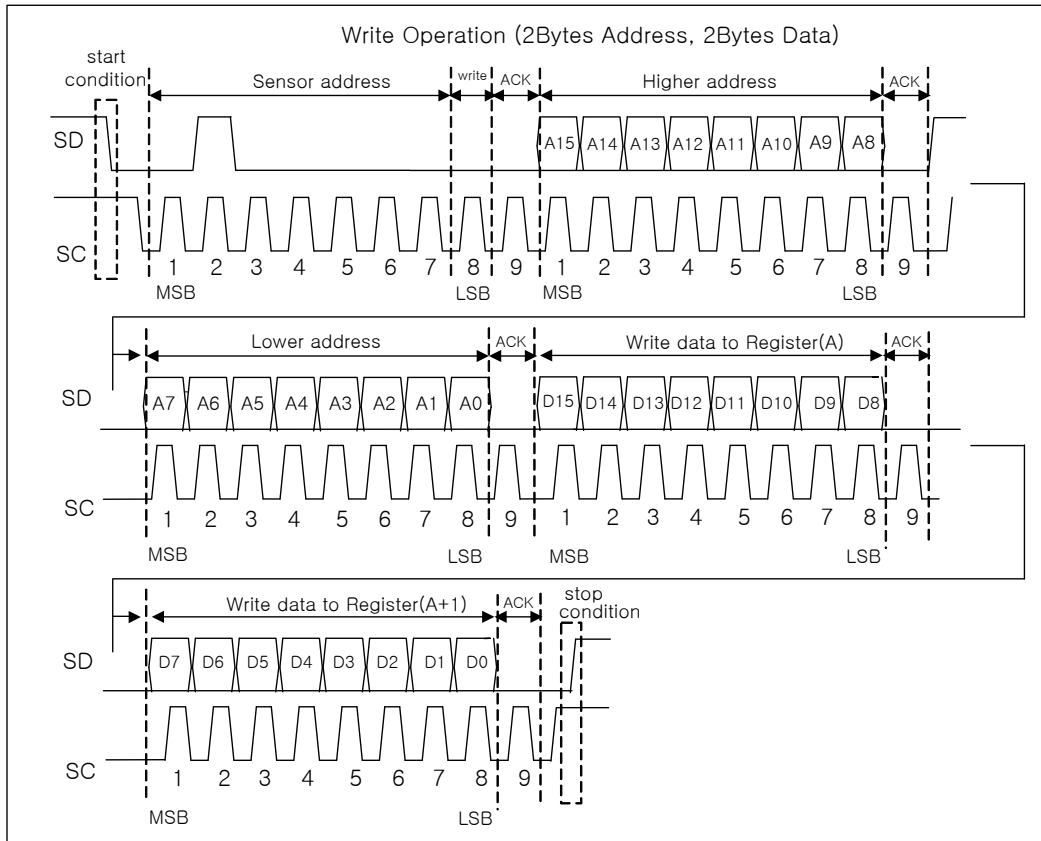 Write Operation (2Bytes Address, 2Bytes Data)
start
condition
Sensor address
write
ACK
Higher address
ACK
SD
A15 A14 A13 A12 A11 A10 A9 A8
SC
1 2 3 4 5 6 7 8 9 1 2 3 4 5 6 7 8 9
MSB LSB MSB LSB
Lower address
ACK
Write data to Register(A)
ACK
SD
A7 A6 A5 A4 A3 A2 A1 A0 D15 D14 D13 D12 D11 D10 D9 D8
SC
1 2 3 4 5 6 7 8 9 1 2 3 4 5 6 7 8 9
MSB LSB MSB LSB
Write data to Register(A+1)
ACK
stop
condition
SD
D7 D6 D5 D4 D3 D2 D1 D0
SC
1 2 3 4 5 6 7 8 9
MSB LSB